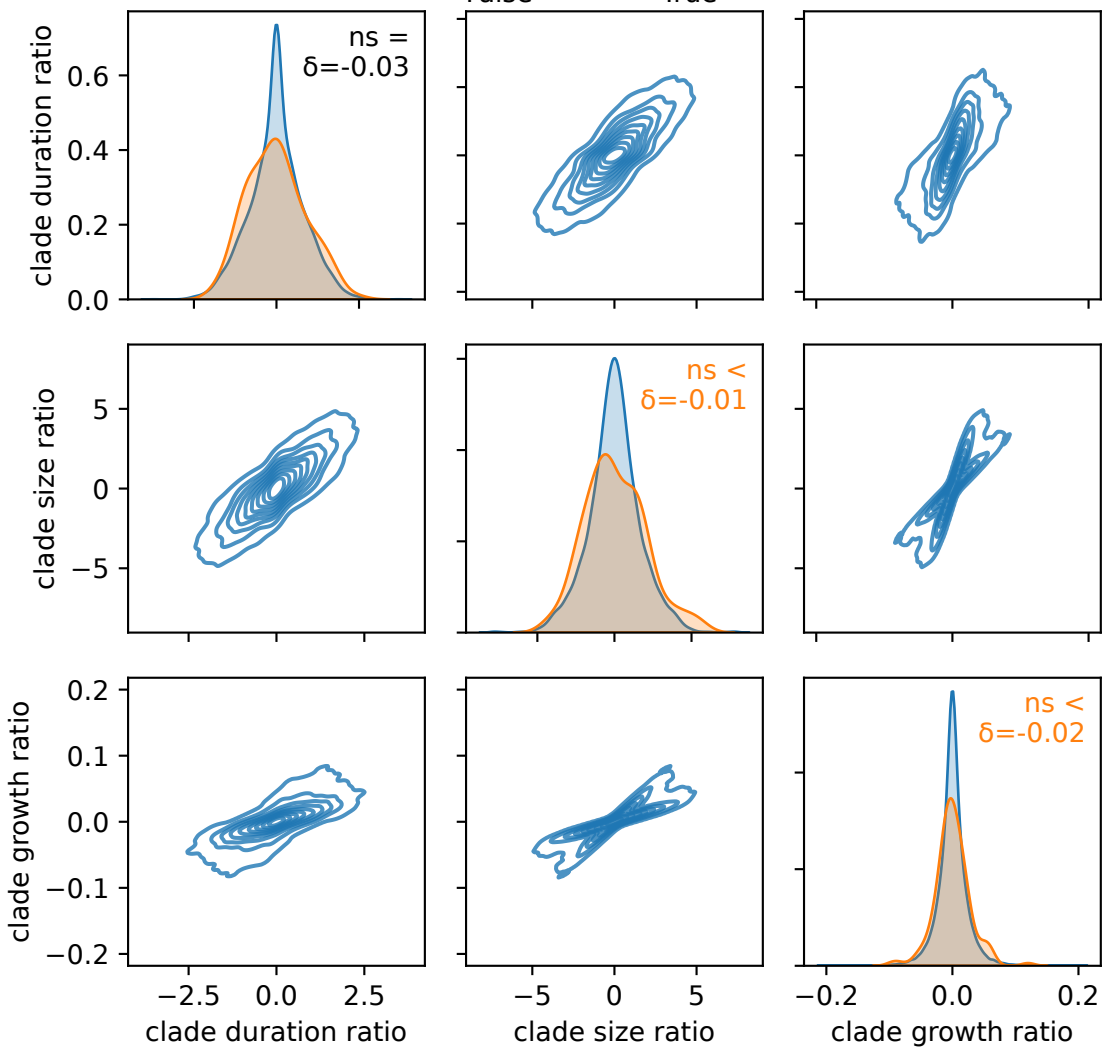 clade duration ratio
0.6
0.4
0.2
0.0
ns =
δ=-0.03
clade size ratio
5
0
−5
ns <
δ=-0.01
clade growth ratio
0.2
0.1
0.0
−0.1
−0.2
ns <
δ=-0.02
−2.5 0.0 2.5
−5 0 5
−0.2 0.0 0.2
clade duration ratio
clade size ratio
clade growth ratio